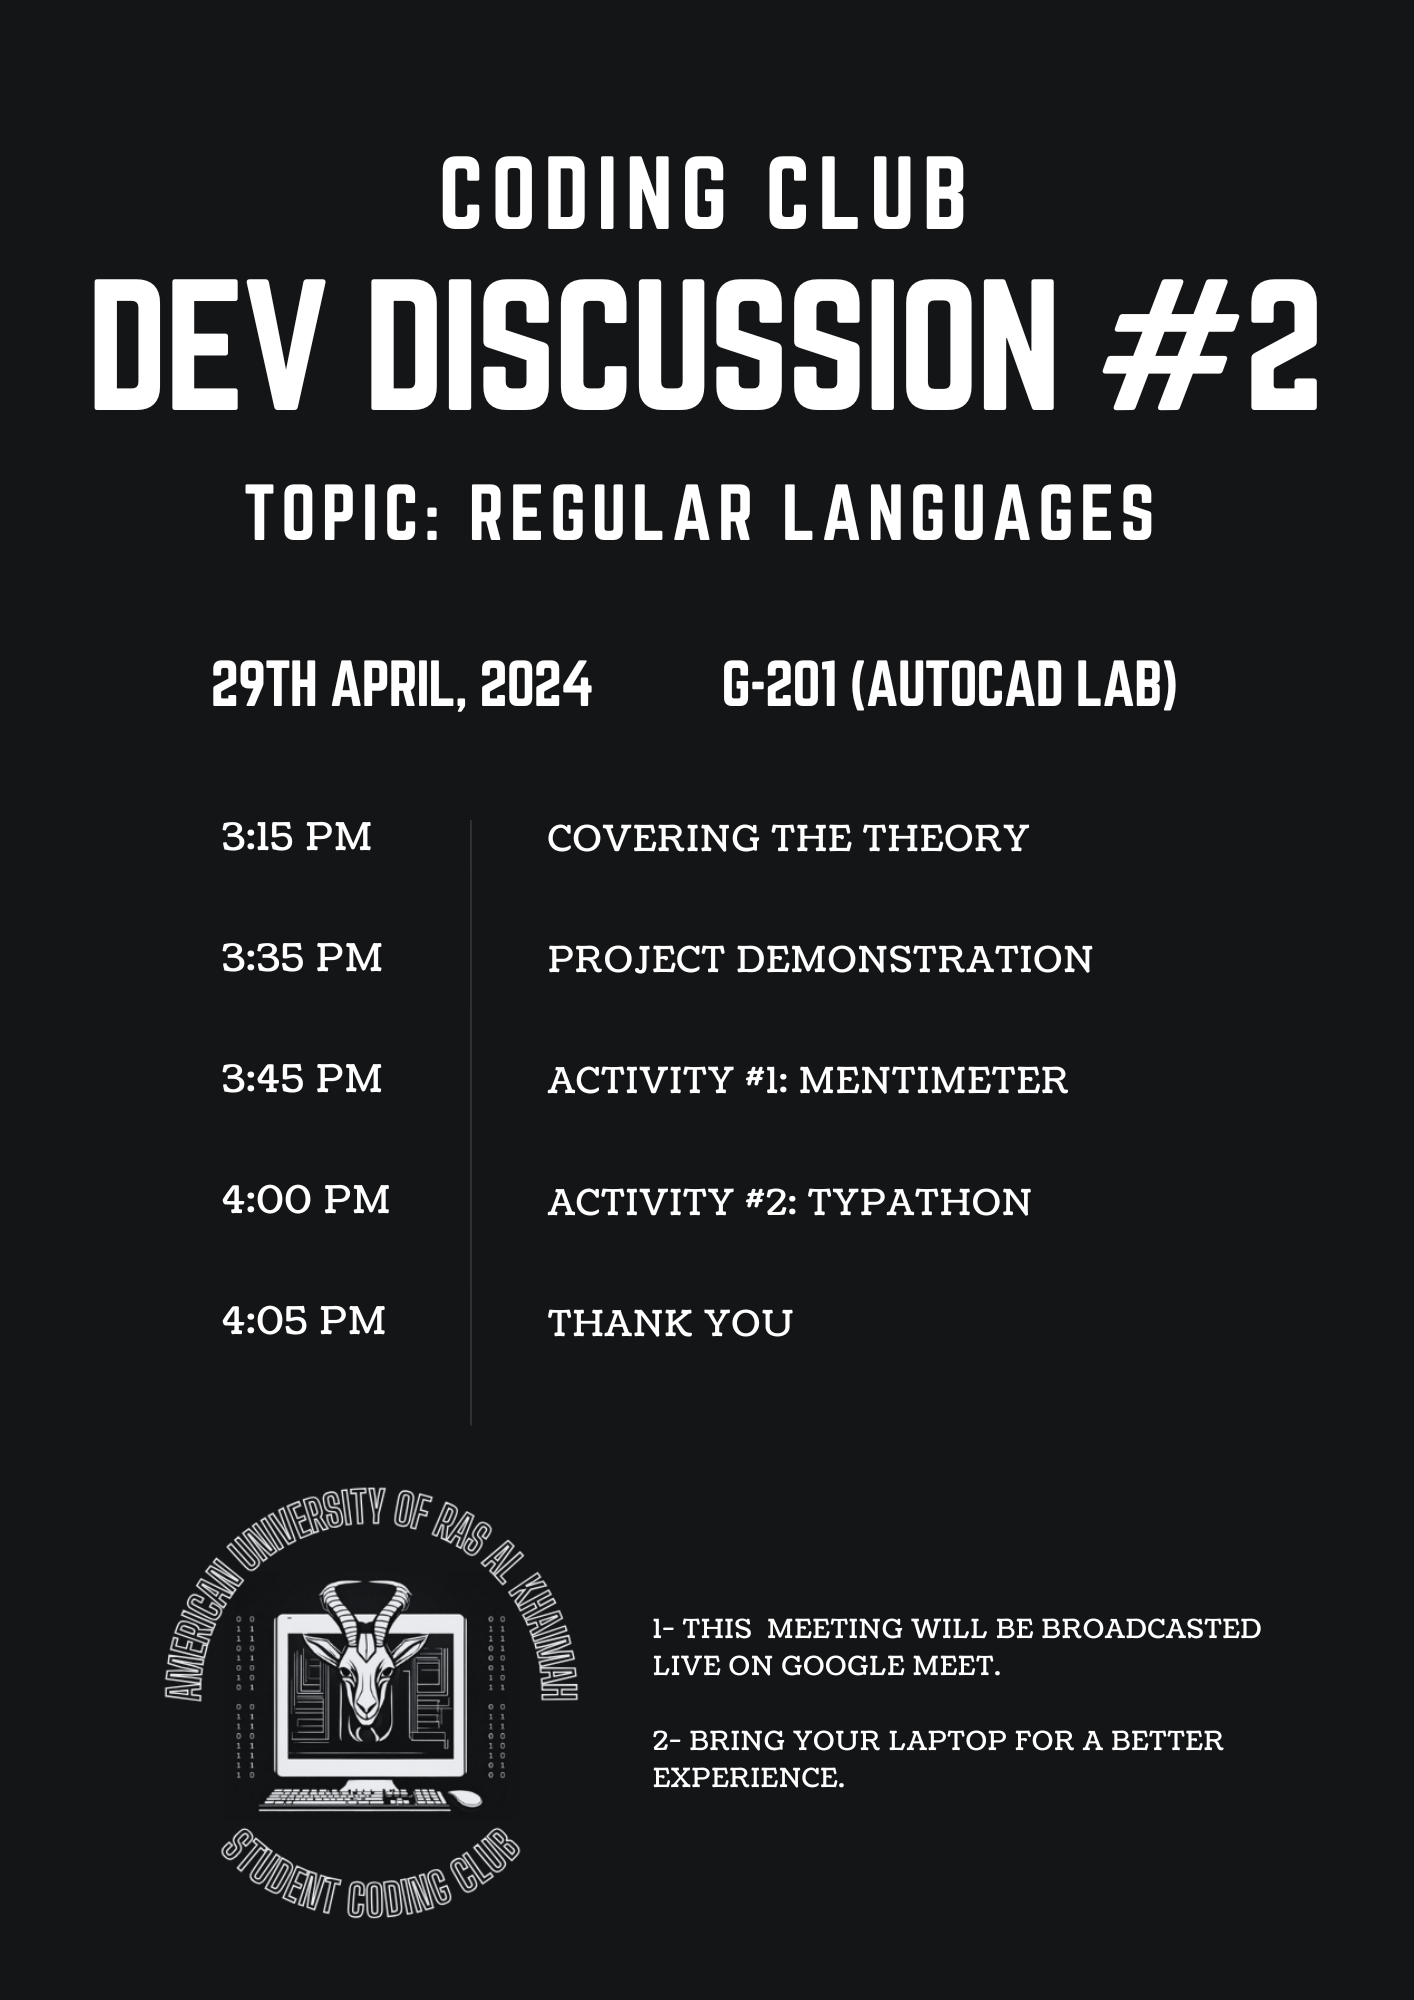 CODING CLUB
DEV DISCUSSION #2
TOPIC: REGULAR LANGUAGES
29TH APRIL, 2024
G-201 (AUTOCAD LAB)
3:15 PM
COVERING THE THEORY
3:35 PM
PROJECT DEMONSTRATION
3:45 PM
ACTIVITY #1: MENTIMETER
4:00 PM
ACTIVITY #2: TYPATHON
4:05 PM
THANK YOU
AMERICAN UNIVERSITY OF RAS AL KHAIMAH
STUDENT CODING CLUB
1- THIS  MEETING WILL BE BROADCASTED
LIVE ON GOOGLE MEET.
2- BRING YOUR LAPTOP FOR A BETTER
EXPERIENCE.